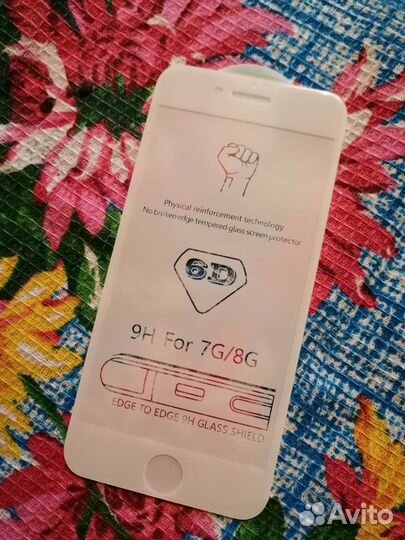 Physical reinforcement technology
No broken edge tempered glass screen protector
6D
9H For 7G/8G
EDGE TO EDGE 9H GLASS SHIELD
Avito